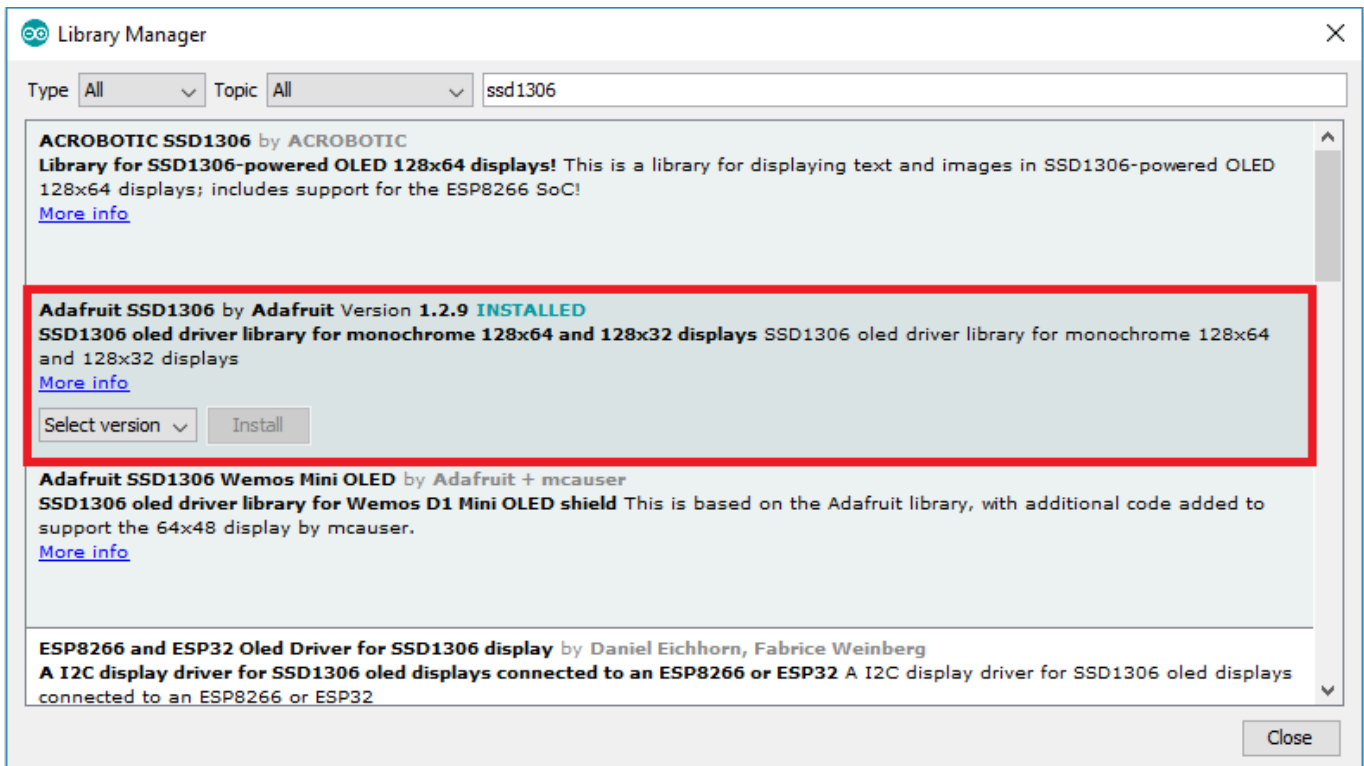 Library Manager
Type All Topic All ssd1306
ACROBOTIC SSD1306 by ACROBOTIC
Library for SSD1306-powered OLED 128x64 displays! This is a library for displaying text and images in SSD1306-powered OLED
128x64 displays; includes support for the ESP8266 SoC!
More info
Adafruit SSD1306 by Adafruit Version 1.2.9 INSTALLED
SSD1306 oled driver library for monochrome 128x64 and 128x32 displays SSD1306 oled driver library for monochrome 128x64
and 128x32 displays
More info
Select version Install
Adafruit SSD1306 Wemos Mini OLED by Adafruit + mcauser
SSD1306 oled driver library for Wemos D1 Mini OLED shield This is based on the Adafruit library, with additional code added to
support the 64x48 display by mcauser.
More info
ESP8266 and ESP32 Oled Driver for SSD1306 display by Daniel Eichhorn, Fabrice Weinberg
A I2C display driver for SSD1306 oled displays connected to an ESP8266 or ESP32 A I2C display driver for SSD1306 oled displays
connected to an ESP8266 or ESP32
Close